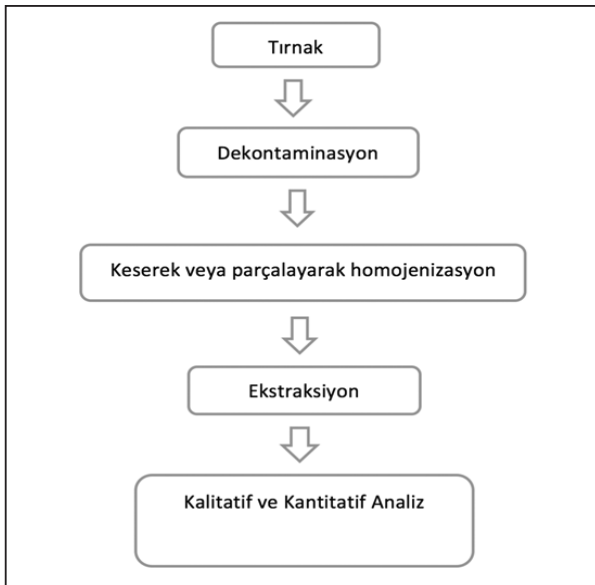 Tırnak
Dekontaminasyon
Keserek veya parçalayarak homojenizasyon
Ekstraksiyon
Kalitatif ve Kantitatif Analiz